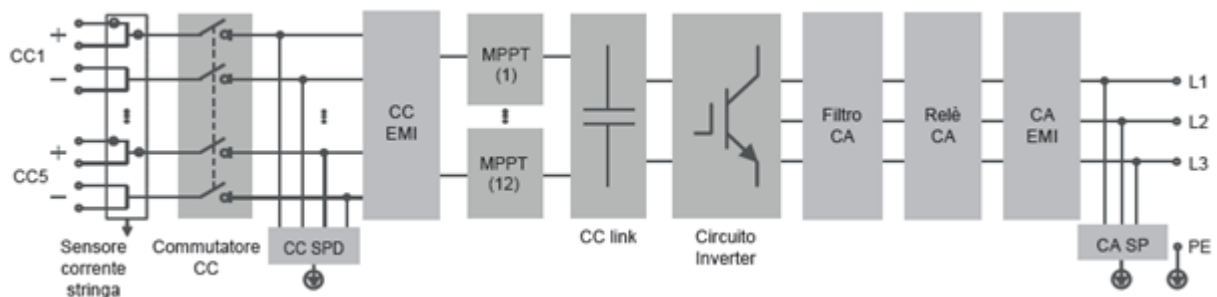 CC1
+
−
+
−
CC5
Sensore
corrente
stringa
Commutatore
CC
CC SPD
CC
EMI
MPPT
(1)
MPPT
(12)
CC link
Circuito
Inverter
Filtro
CA
Relè
CA
CA
EMI
L1
L2
L3
CA SP
PE